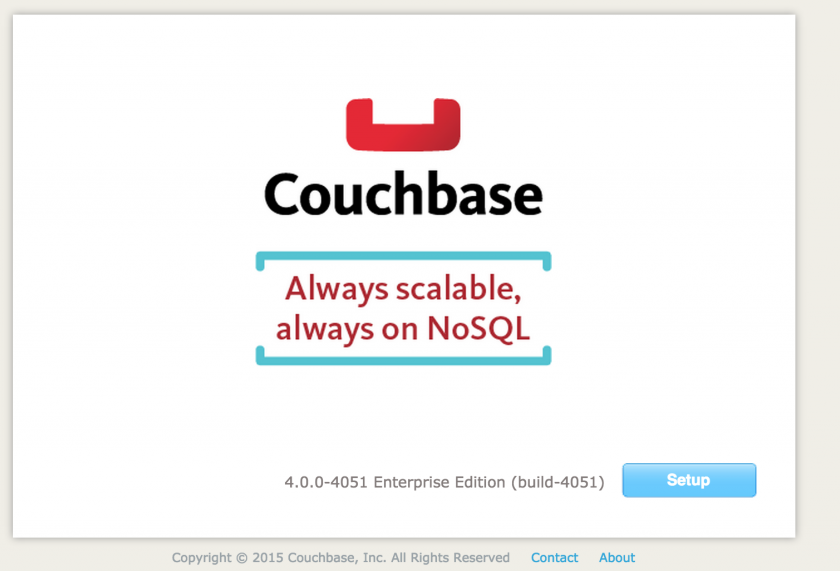 Couchbase
Always scalable,
always on NoSQL
4.0.0-4051 Enterprise Edition (build-4051) Setup
Copyright © 2015 Couchbase, Inc. All Rights Reserved Contact About